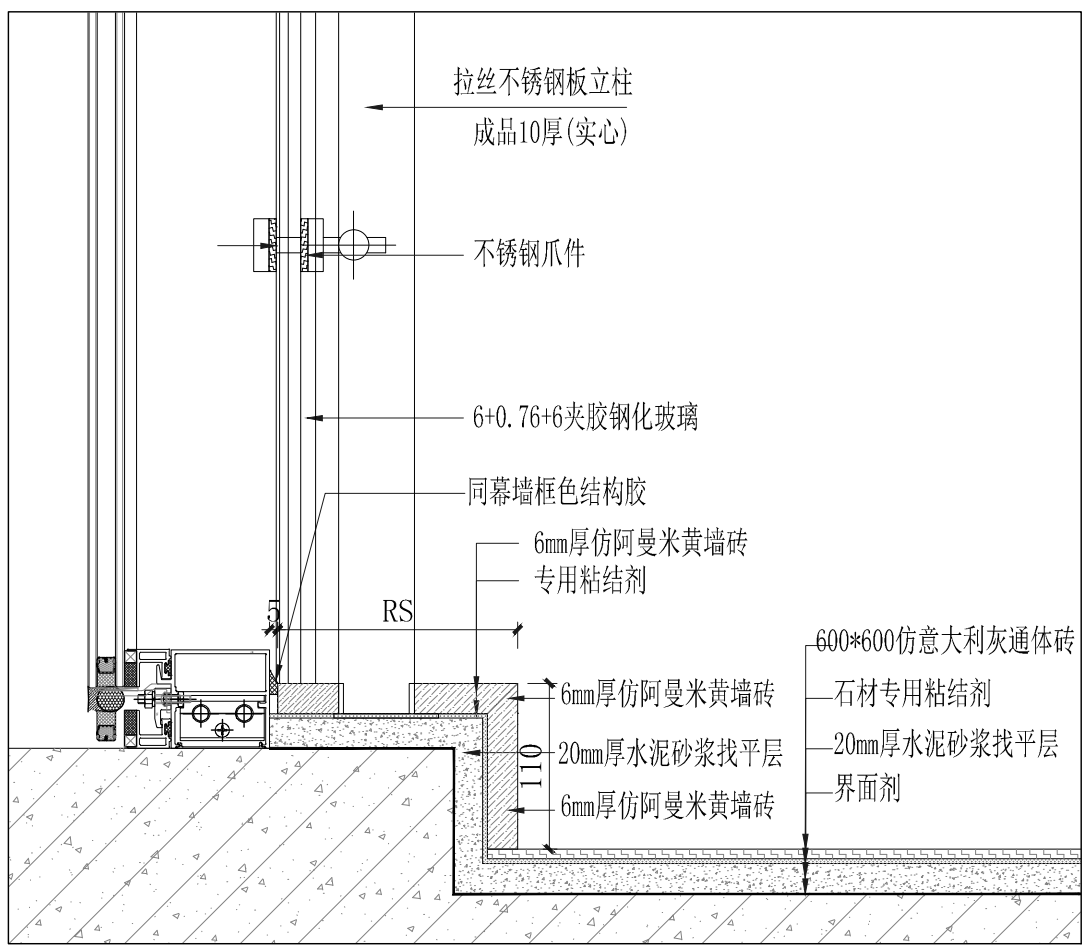 拉丝不锈钢板立柱
成品10厚(实心)
不锈钢爪件
6+0.76+6夹胶钢化玻璃
同幕墙框色结构胶
6mm厚仿阿曼米黄墙砖
专用粘结剂
5
RS
600*600仿意大利灰通体砖
6mm厚仿阿曼米黄墙砖
石材专用粘结剂
20mm厚水泥砂浆找平层
110
20mm厚水泥砂浆找平层
界面剂
6mm厚仿阿曼米黄墙砖